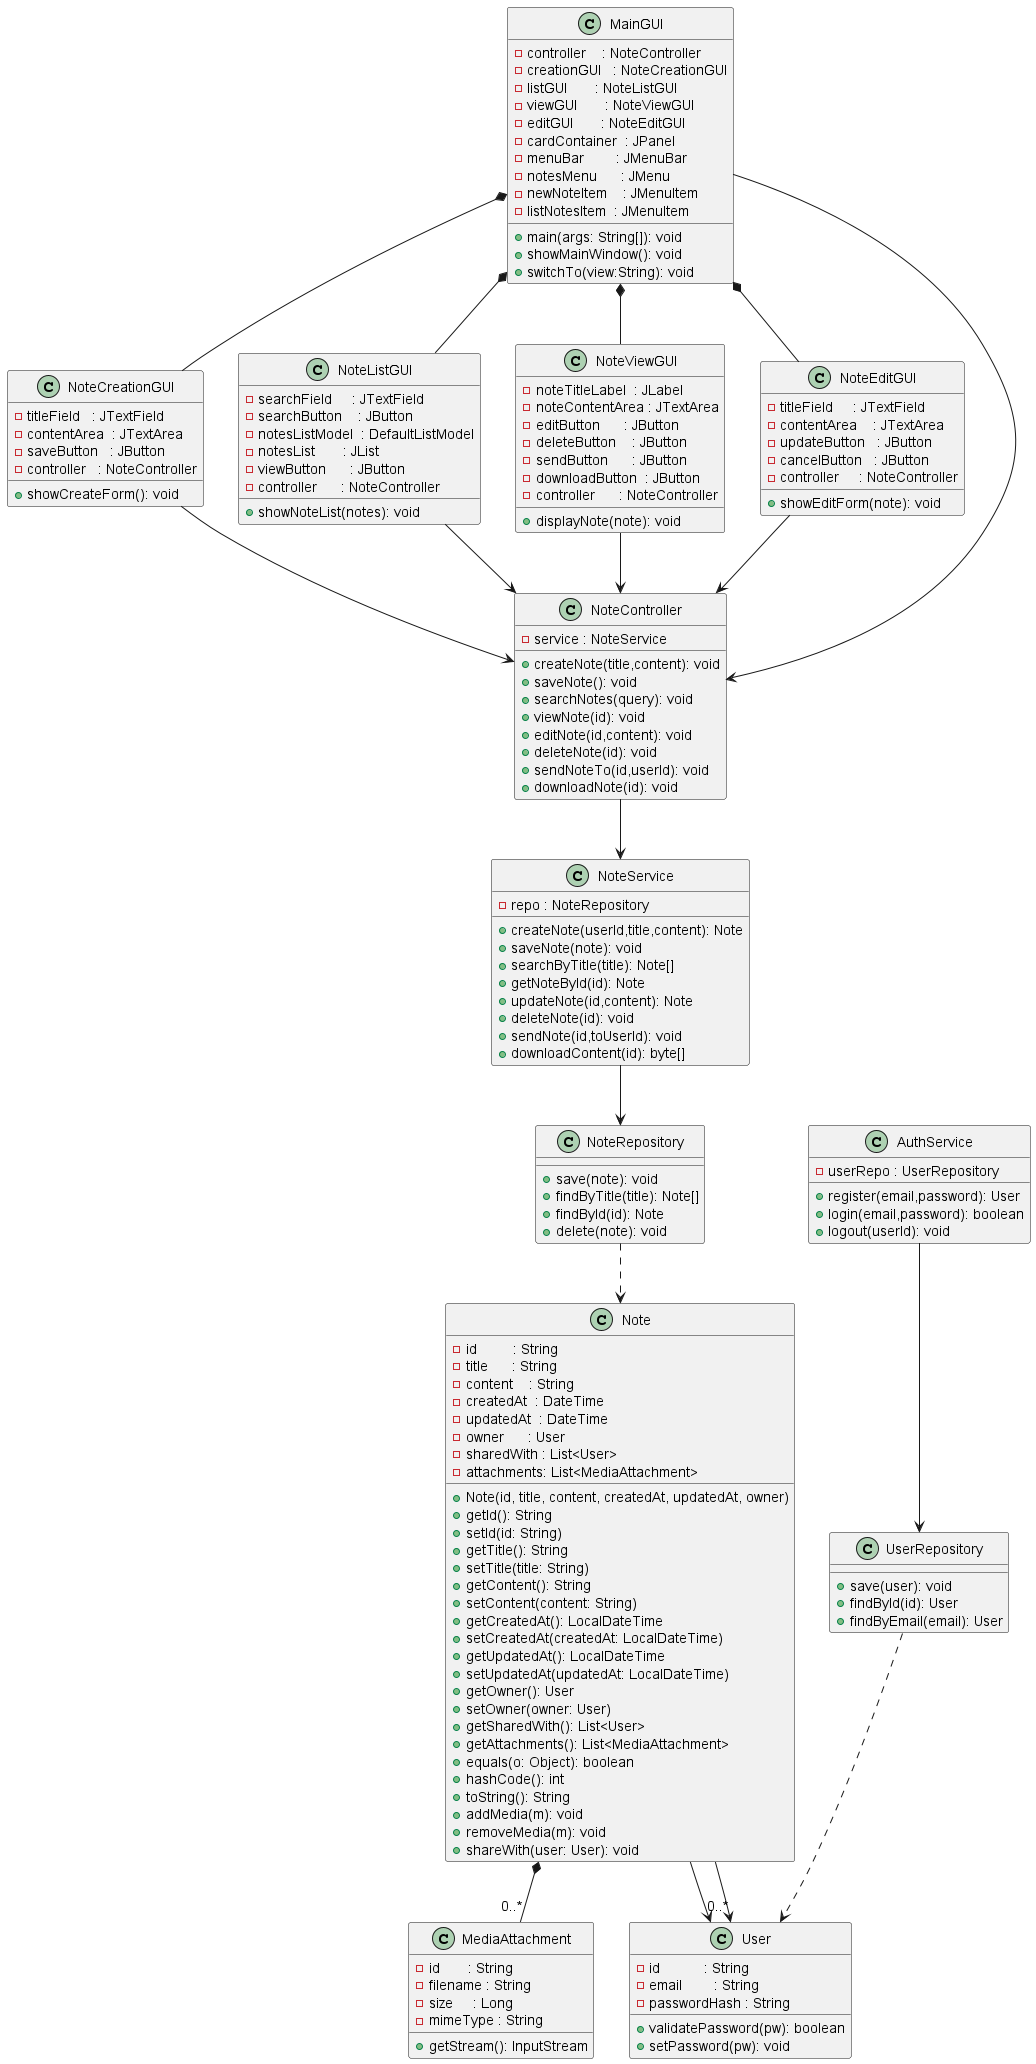 C MainGUI
controller : NoteController
creationGUI : NoteCreationGUI
listGUI : NoteListGUI
viewGUI : NoteViewGUI
editGUI : NoteEditGUI
cardContainer : JPanel
menuBar : JMenuBar
notesMenu : JMenu
newNoteItem : JMenuItem
listNotesItem : JMenuItem
main(args: String[]): void
showMainWindow(): void
switchTo(view:String): void
C NoteCreationGUI
titleField : JTextField
contentArea : JTextArea
saveButton : JButton
controller : NoteController
showCreateForm(): void
C NoteListGUI
searchField : JTextField
searchButton : JButton
notesListModel : DefaultListModel
notesList : JList
viewButton : JButton
controller : NoteController
showNoteList(notes): void
C NoteViewGUI
noteTitleLabel : JLabel
noteContentArea : JTextArea
editButton : JButton
deleteButton : JButton
sendButton : JButton
downloadButton : JButton
controller : NoteController
displayNote(note): void
C NoteEditGUI
titleField : JTextField
contentArea : JTextArea
updateButton : JButton
cancelButton : JButton
controller : NoteController
showEditForm(note): void
C NoteController
service : NoteService
createNote(title,content): void
saveNote(): void
searchNotes(query): void
viewNote(id): void
editNote(id,content): void
deleteNote(id): void
sendNoteTo(id,userId): void
downloadNote(id): void
C NoteService
repo : NoteRepository
createNote(userId,title,content): Note
saveNote(note): void
searchByTitle(title): Note[]
getNoteById(id): Note
updateNote(id,content): Note
deleteNote(id): void
sendNote(id,toUserId): void
downloadContent(id): byte[]
C NoteRepository
save(note): void
findByTitle(title): Note[]
findById(id): Note
delete(note): void
C AuthService
userRepo : UserRepository
register(email,password): User
login(email,password): boolean
logout(userId): void
C Note
id : String
title : String
content : String
createdAt : DateTime
updatedAt : DateTime
owner : User
sharedWith : List<User>
attachments: List<MediaAttachment>
Note(id, title, content, createdAt, updatedAt, owner)
getId(): String
setId(id: String)
getTitle(): String
setTitle(title: String)
getContent(): String
setContent(content: String)
getCreatedAt(): LocalDateTime
setCreatedAt(createdAt: LocalDateTime)
getUpdatedAt(): LocalDateTime
setUpdatedAt(updatedAt: LocalDateTime)
getOwner(): User
setOwner(owner: User)
getSharedWith(): List<User>
getAttachments(): List<MediaAttachment>
equals(o: Object): boolean
hashCode(): int
toString(): String
addMedia(m): void
removeMedia(m): void
shareWith(user: User): void
C UserRepository
save(user): void
findById(id): User
findByEmail(email): User
0..*
0..*
C MediaAttachment
id : String
filename : String
size : Long
mimeType : String
getStream(): InputStream
C User
id : String
email : String
passwordHash : String
validatePassword(pw): boolean
setPassword(pw): void